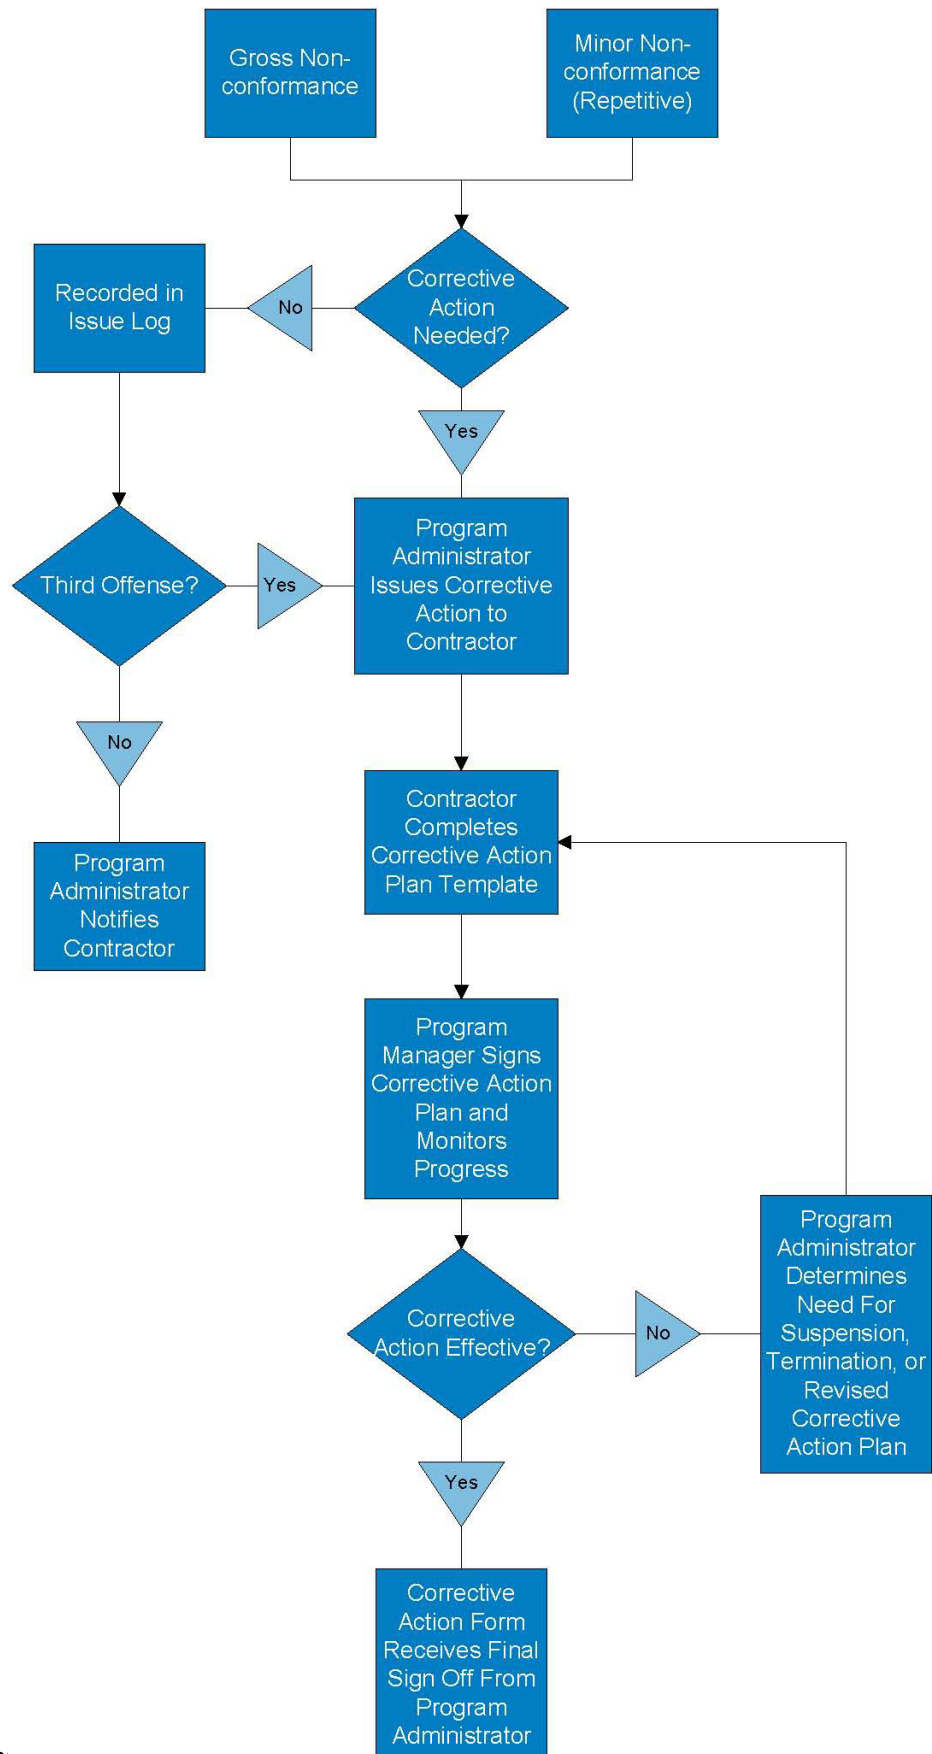 Gross Non-
conformance
Minor Non-
conformance
(Repetitive)
Corrective
Action
Needed?
No
Recorded in
Issue Log
Yes
Third Offense?
Yes
Program
Administrator
Issues Corrective
Action to
Contractor
No
Program
Administrator
Notifies
Contractor
Contractor
Completes
Corrective Action
Plan Template
Program
Manager Signs
Corrective Action
Plan and
Monitors
Progress
Corrective
Action Effective?
No
Program
Administrator
Determines
Need For
Suspension,
Termination, or
Revised
Corrective
Action Plan
Yes
Corrective
Action Form
Receives Final
Sign Off From
Program
Administrator